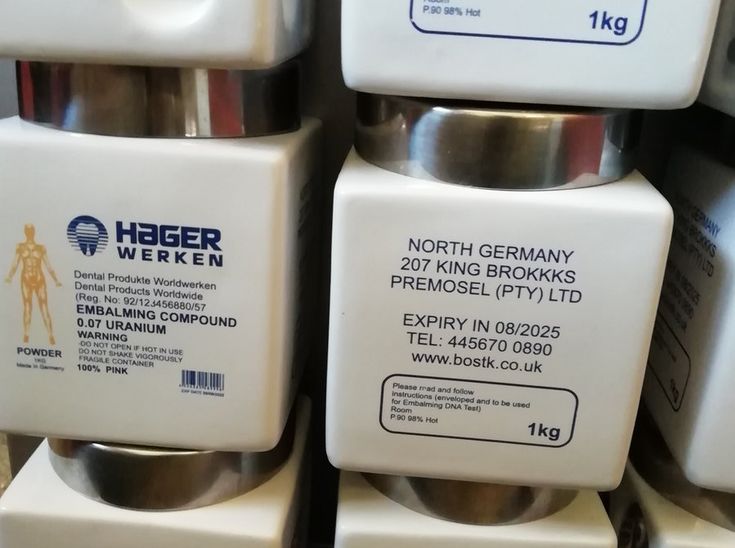 Room
P.90 98% Hot
1kg
HAGER
WERKEN
Dental Produkte Worldwerken
Dental Products Worldwide
(Reg. No: 92/123456880/57
EMBALMING COMPOUND
0.07 URANIUM
WARNING
-DO NOT OPEN IF HOT IN USE
DO NOT SHAKE VIGOROUSLY
FRAGILE CONTAINER
100% PINK
POWDER
1KG
Made in Germany
NORTH GERMANY
207 KING BROKKKS
PREMOSEL (PTY) LTD
EXPIRY IN 08/2025
TEL: 445670 0890
www.bostk.co.uk
Please read and follow
instructions (enveloped and to be used
for Embalming DNA Test)
Room
P.90 98% Hot
1kg